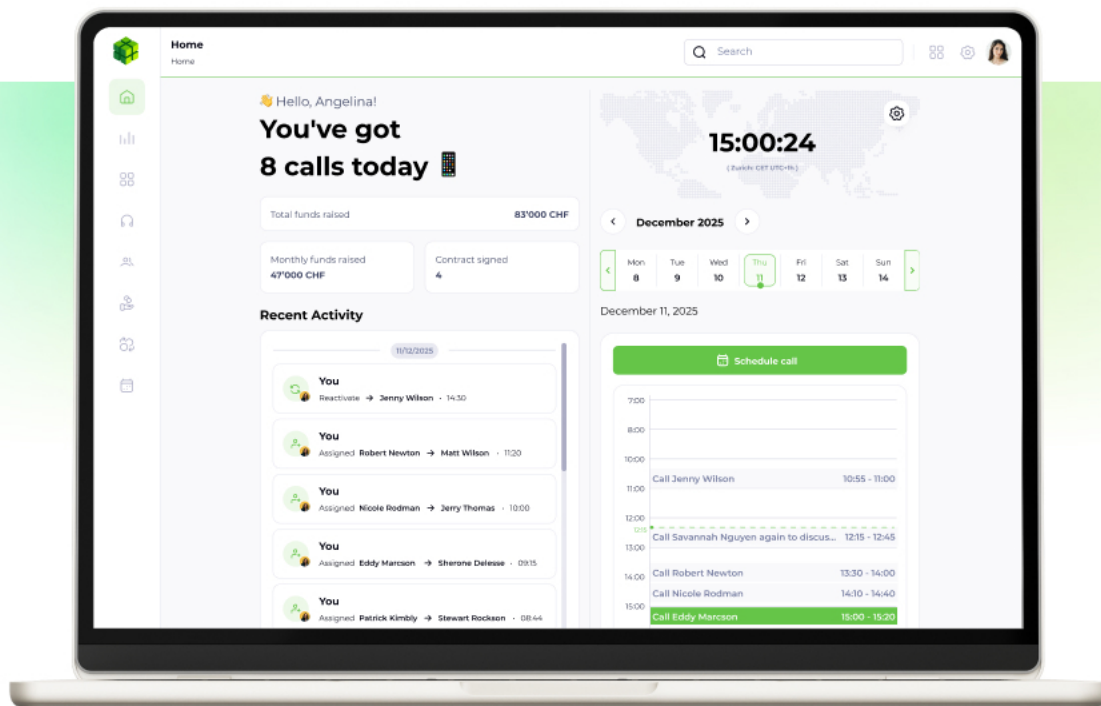 Home
Home
Search
👋 Hello, Angelina!
You've got
8 calls today 📱
Total funds raised 83'000 CHF
Monthly funds raised
47'000 CHF
Contract signed
4
Recent Activity
11/12/2025
You
Reactivate → Jenny Wilson • 14:30
You
Assigned Robert Newton → Matt Wilson • 11:20
You
Assigned Nicole Rodman → Jerry Thomas • 10:00
You
Assigned Eddy Marcson → Sherone Delesse • 09:15
You
Assigned Patrick Kimbly → Stewart Rockson • 08:44
15:00:24
( Zurich: CET UTC+1h )
December 2025
Mon Tue Wed Thu Fri Sat Sun
8 9 10 11 12 13 14
December 11, 2025
Schedule call
7:00
8:00
10:00
Call Jenny Wilson 10:55 - 11:00
11:00
12:00
12:15
Call Savannah Nguyen again to discus... 12:15 - 12:45
13:00
Call Robert Newton 13:30 - 14:00
14:00
Call Nicole Rodman 14:10 - 14:40
15:00
Call Eddy Marcson 15:00 - 15:20